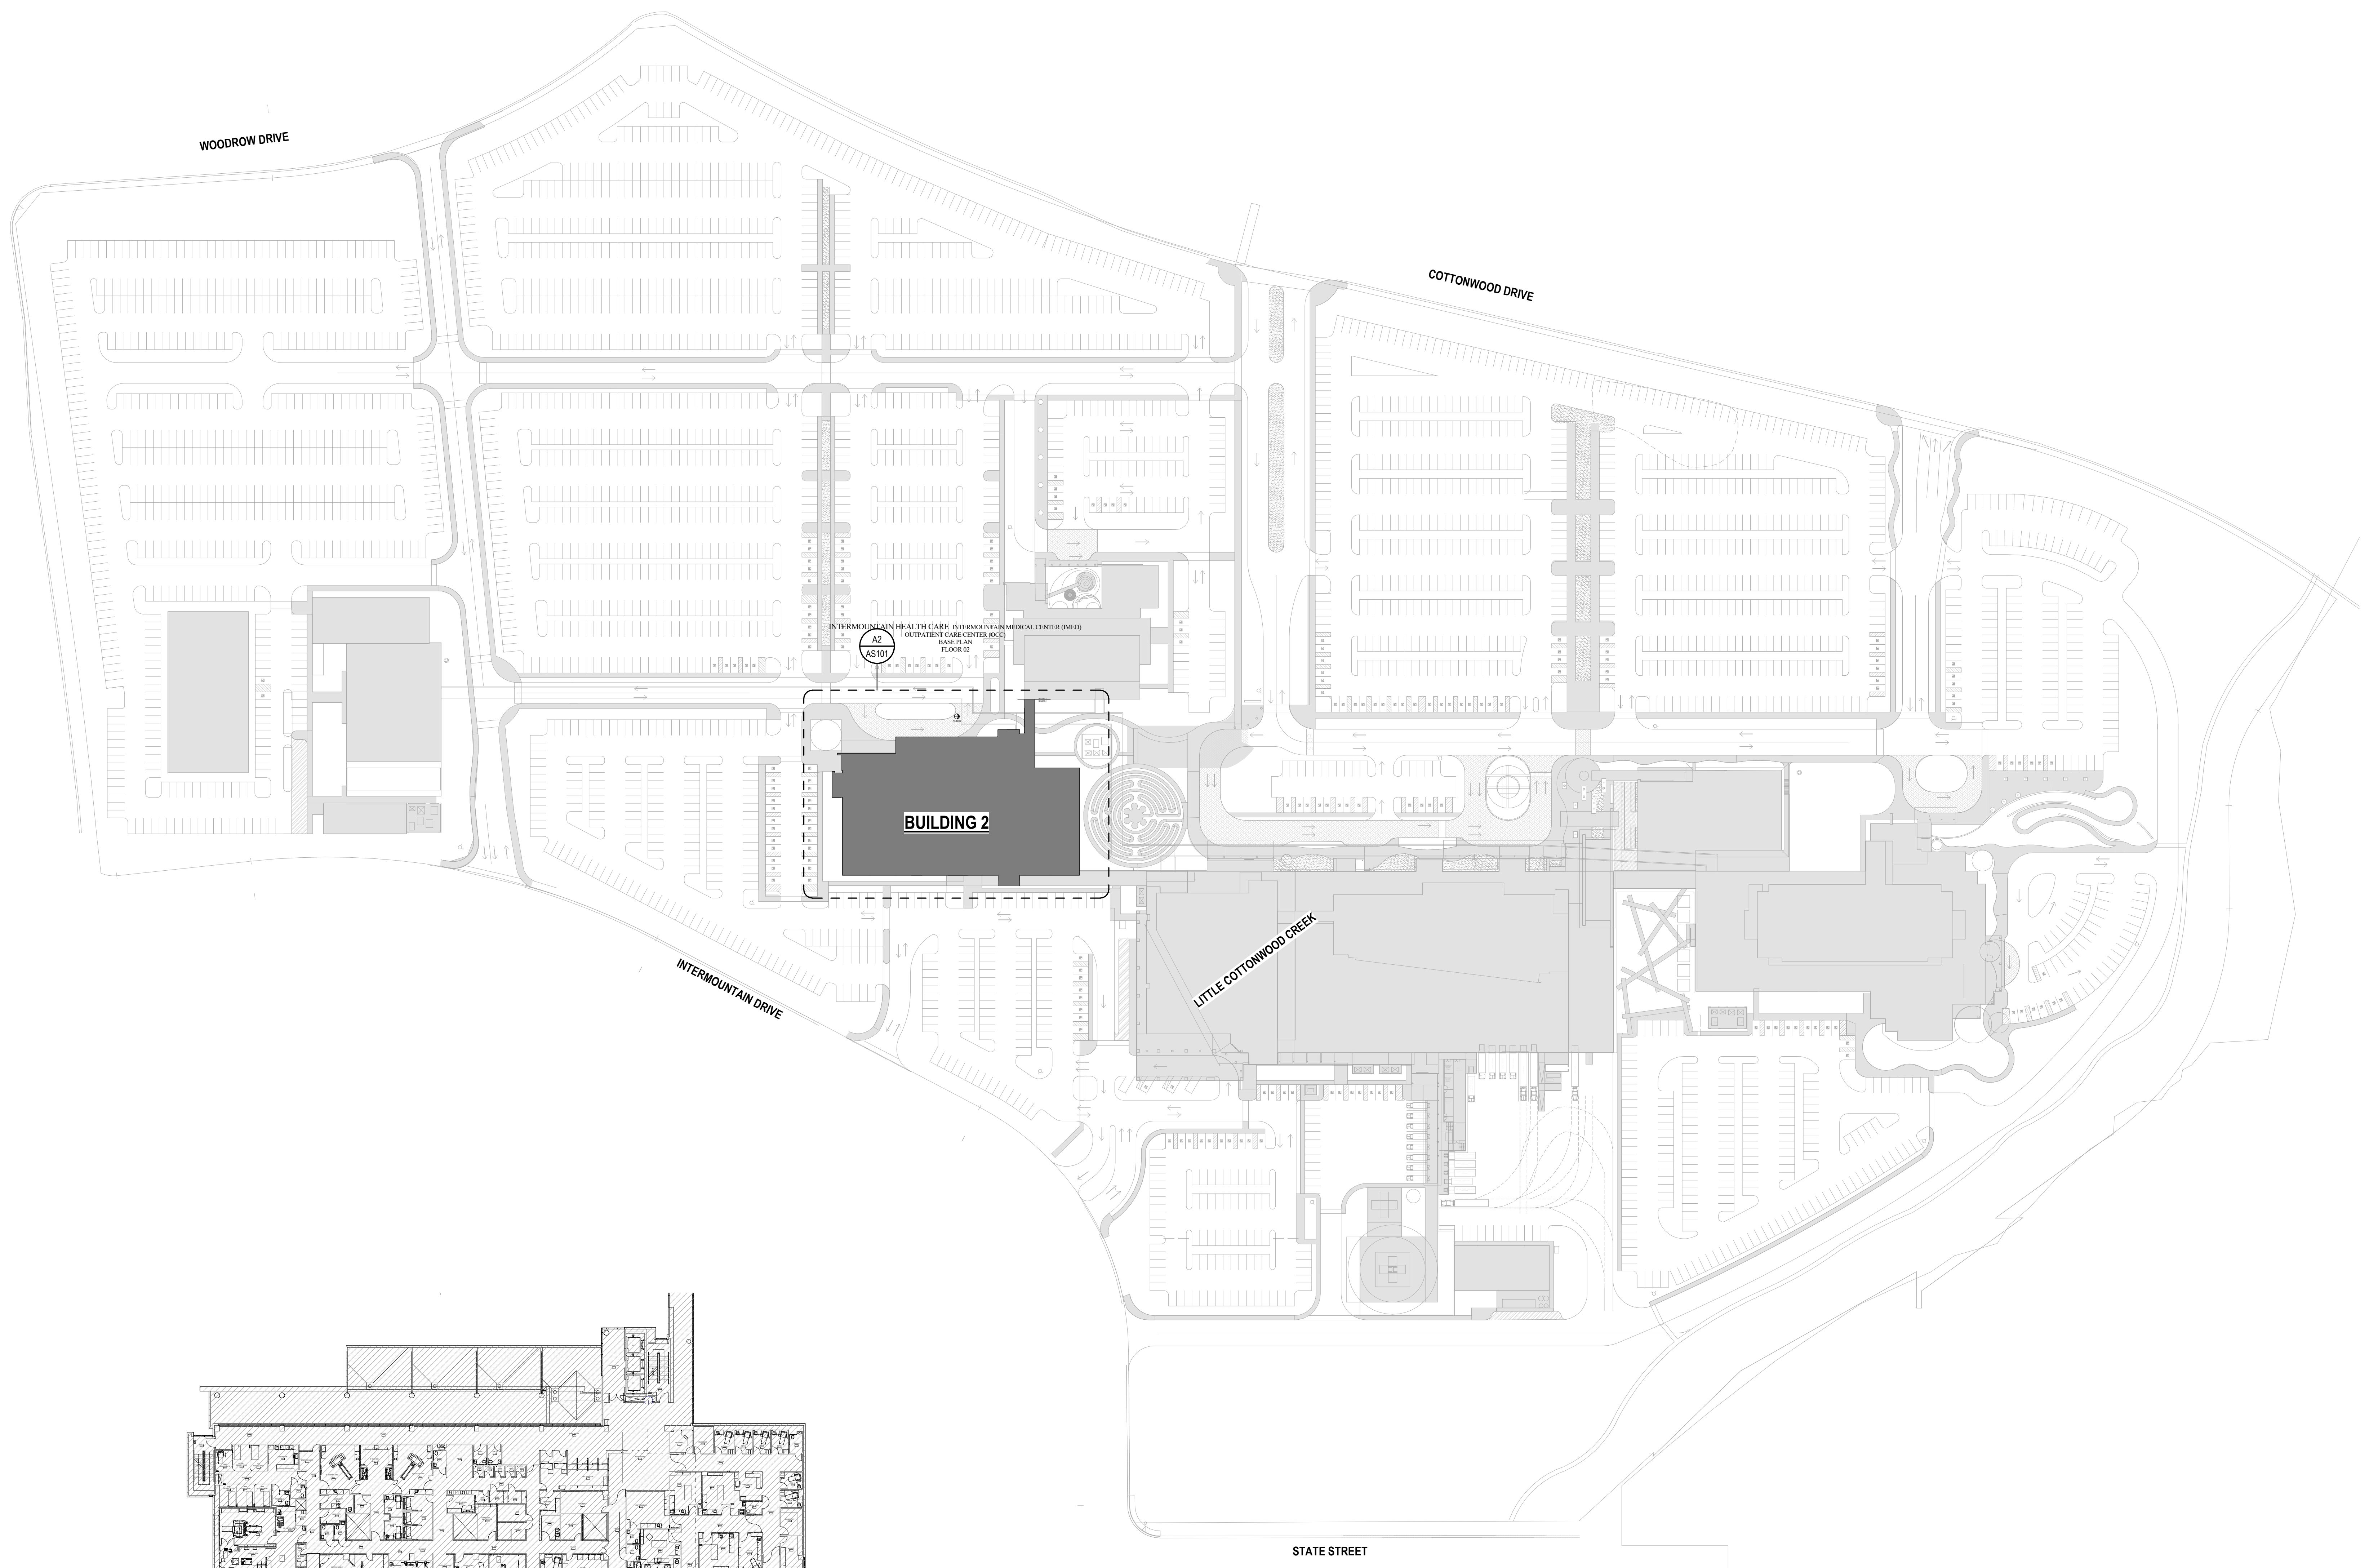 WOODROW DRIVE
COTTONWOOD DRIVE
INTERMOUNTAIN HEALTH CARE INTERMOUNTAIN MEDICAL CENTER (IMED)
OUTPATIENT CARE CENTER (OCC)
BASE PLAN
FLOOR 02
A2
AS101
BUILDING 2
LITTLE COTTONWOOD CREEK
INTERMOUNTAIN DRIVE
STATE STREET